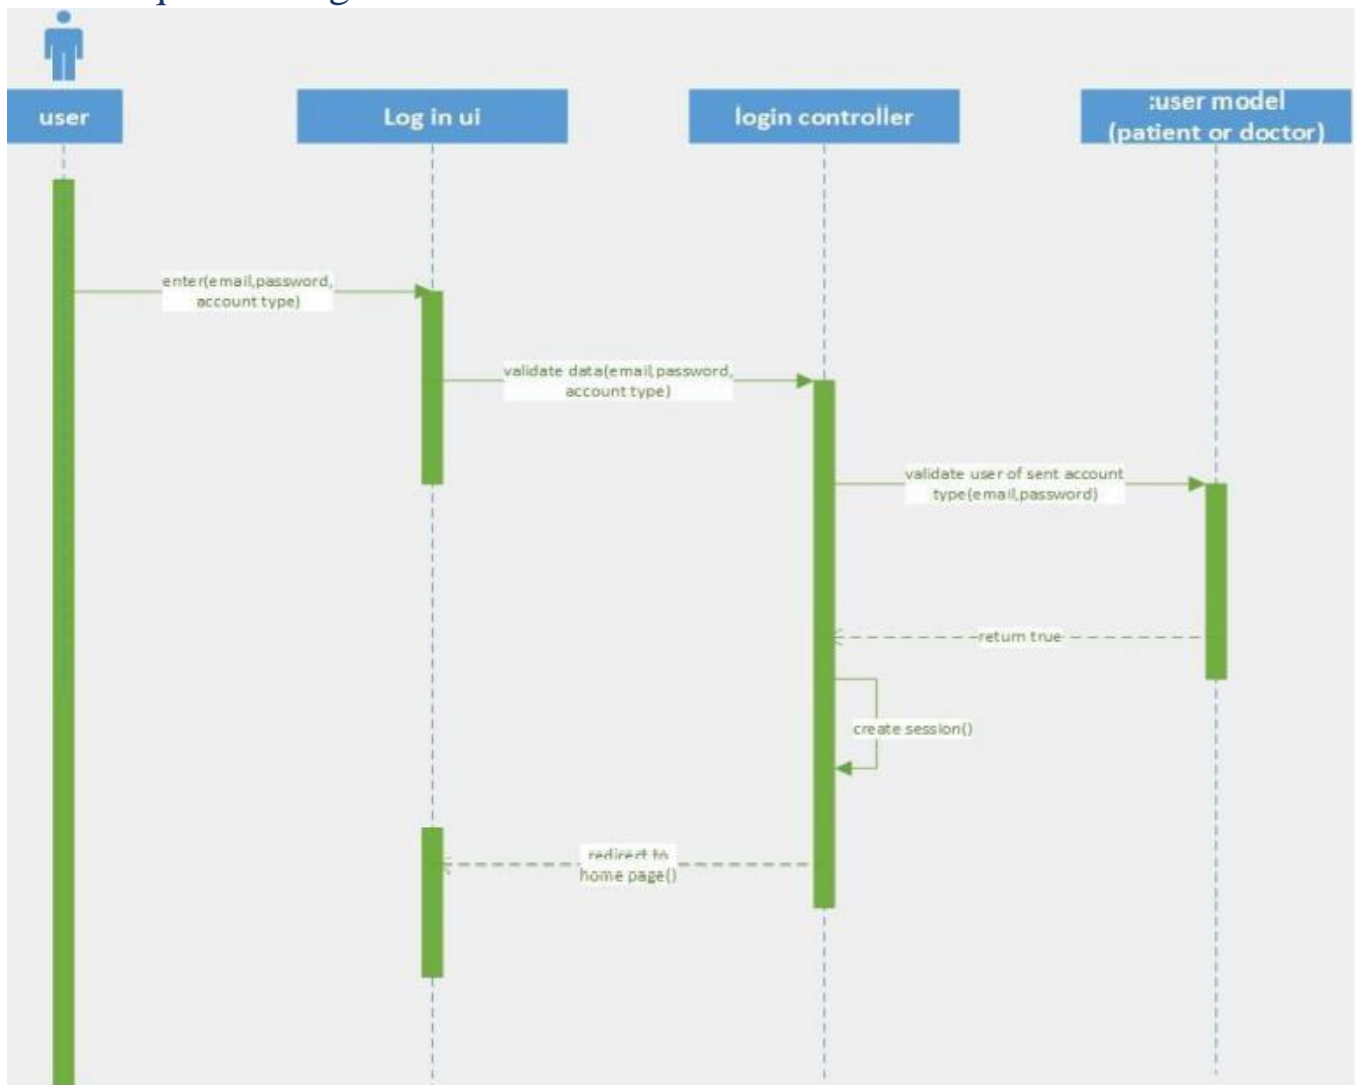 user
Log in ui
login controller
:user model
(patient or doctor)
enter(email,password,
account type)
validate data(email,password,
account type)
validate user of sent account
type(email,password)
return true
create session()
redirect to
home page()